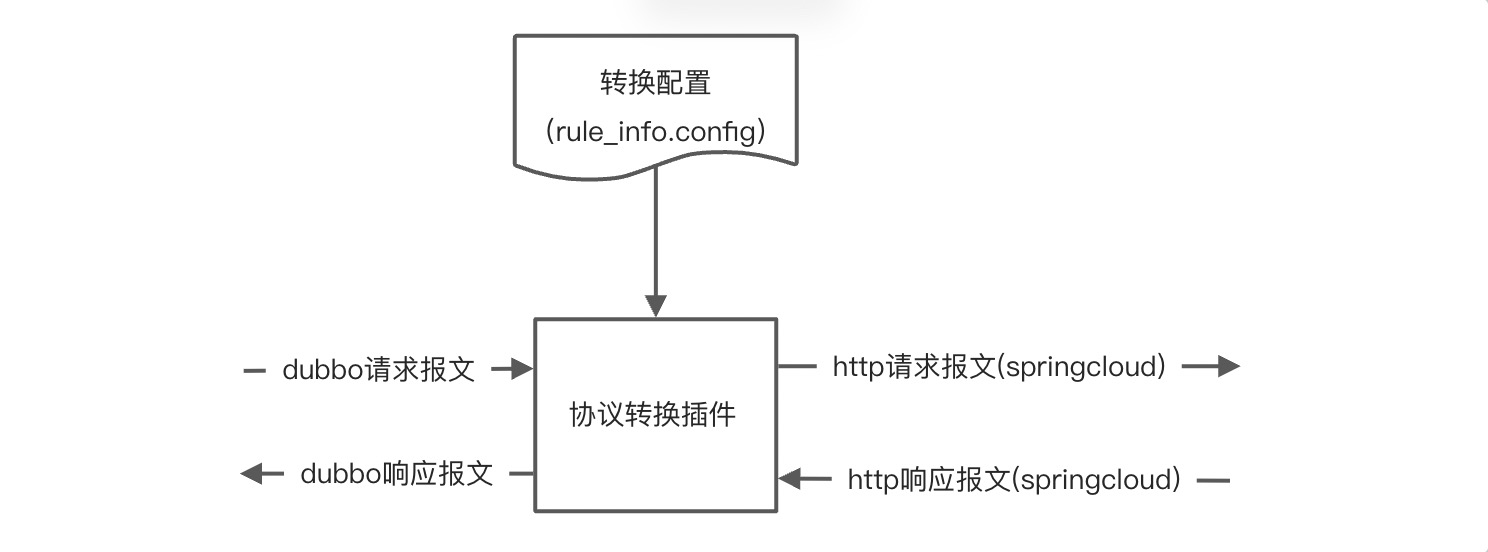 转换配置
(rule_info.config)
dubbo请求报文
http请求报文(springcloud)
协议转换插件
dubbo响应报文
http响应报文(springcloud)